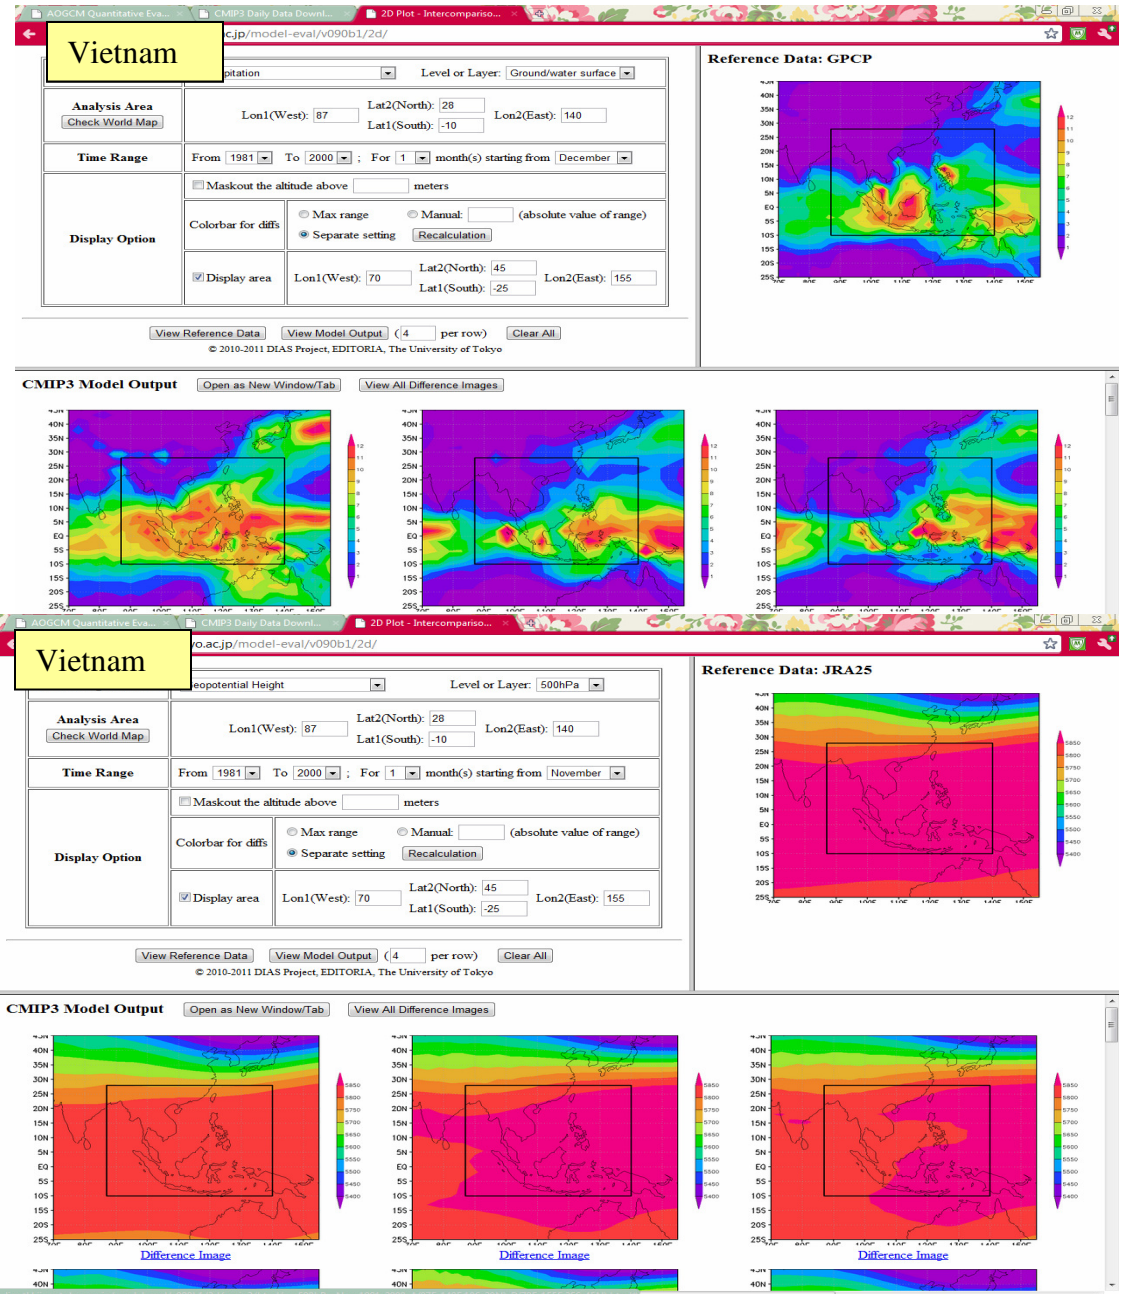 AOGCM Quantitative Eva... CMIP3 Daily Data Downl... 2D Plot - Intercompariso...
Vietnam
ac.jp/model-eval/v090b1/2d/
Reference Data: GPCP
Level or Layer: Ground/water surface
Analysis Area
Check World Map
Lon1(West): 87
Lat2(North): 28
Lat1(South): -10
Lon2(East): 140
Time Range
From 1981 To 2000 ; For 1 month(s) starting from December
Display Option
Maskout the altitude above meters
Colorbar for diffs
Max range Manual: (absolute value of range)
Separate setting Recalculation
Display area
Lon1(West): 70
Lat2(North): 45
Lat1(South): -25
Lon2(East): 155
View Reference Data View Model Output (4 per row) Clear All
© 2010-2011 DIAS Project, EDITORIA, The University of Tokyo
CMIP3 Model Output Open as New Window/Tab View All Difference Images
AOGCM Quantitative Eva... CMIP3 Daily Data Downl... 2D Plot - Intercompariso...
Vietnam
yo.ac.jp/model-eval/v090b1/2d/
Reference Data: JRA25
Geopotential Height Level or Layer: 500hPa
Analysis Area
Check World Map
Lon1(West): 87
Lat2(North): 28
Lat1(South): -10
Lon2(East): 140
Time Range
From 1981 To 2000 ; For 1 month(s) starting from November
Display Option
Maskout the altitude above meters
Colorbar for diffs
Max range Manual: (absolute value of range)
Separate setting Recalculation
Display area
Lon1(West): 70
Lat2(North): 45
Lat1(South): -25
Lon2(East): 155
View Reference Data View Model Output (4 per row) Clear All
© 2010-2011 DIAS Project, EDITORIA, The University of Tokyo
CMIP3 Model Output Open as New Window/Tab View All Difference Images
Difference Image Difference Image Difference Image